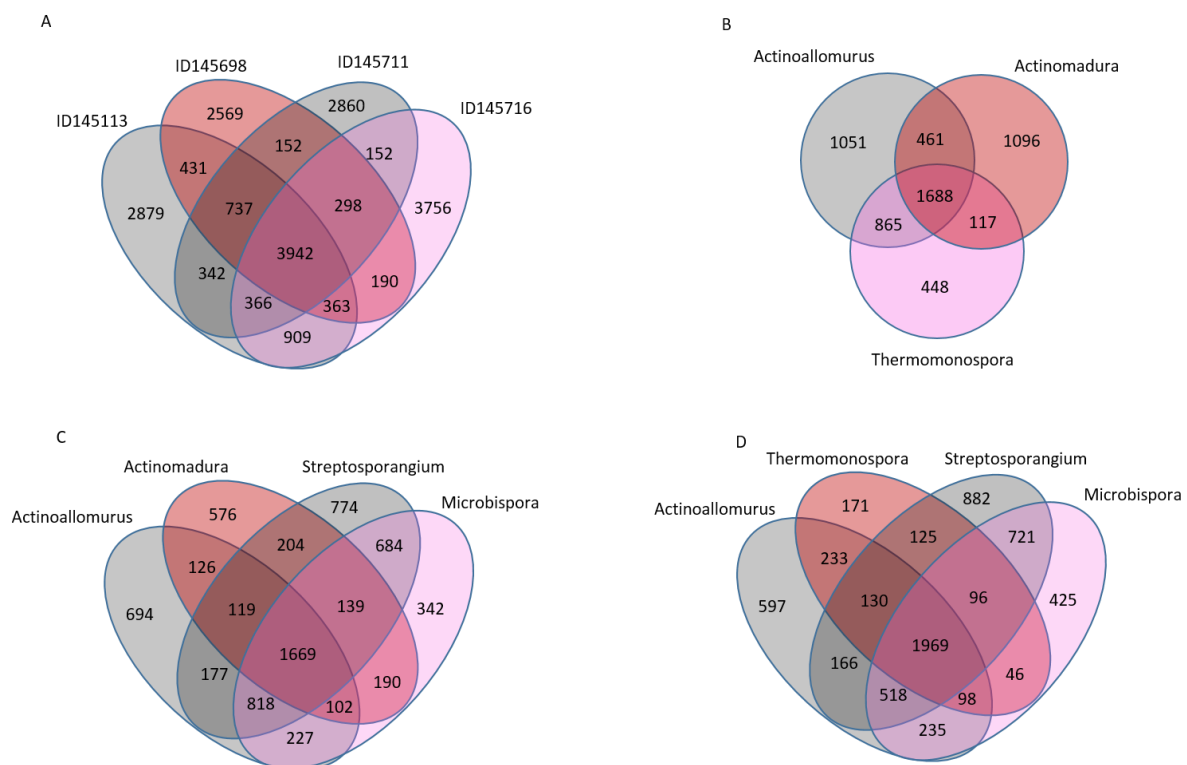 A
ID145698
ID145711
ID145113
ID145716
2569
2860
152
152
431
2879
737
298
3756
3942
342
190
366
363
909
B
Actinoallomurus
Actinomadura
1051
461
1096
1688
865
117
448
Thermomonospora
C
Actinomadura
Streptosporangium
Actinoallomurus
Microbispora
576
774
204
684
126
694
119
139
342
1669
177
190
818
102
227
D
Thermomonospora
Streptosporangium
Actinoallomurus
Microbispora
171
882
125
721
233
597
130
96
425
1969
166
46
518
98
235